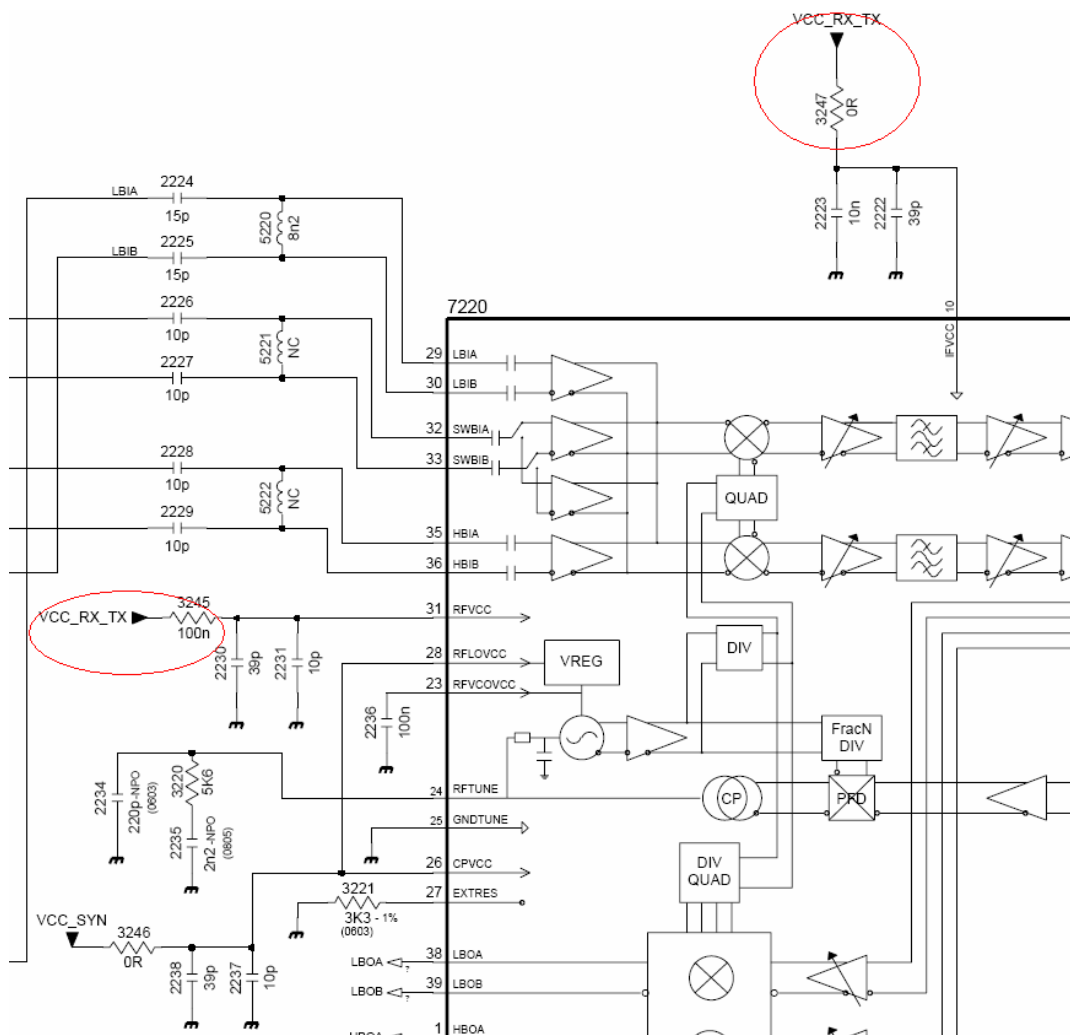 VCC_RX_TX
3247
0R
2223
10n
2222
39p
IFVCC 10
LBIA
2224
15p
5220
8n2
LBIB
2225
15p
2226
10p
5221
NC
2227
10p
2228
10p
5222
NC
2229
10p
7220
29 LBIA
30 LBIB
32 SWBIA
33 SWBIB
35 HBIA
36 HBIB
QUAD
VCC_RX_TX
3245
100n
2230
39p
2231
10p
31 RFVCC
28 RFLOVCC
23 RFVCOVCC
VREG
DIV
2236
100n
FracN
DIV
2234
220p-NPO
(0603)
3220
5K6
2235
2n2-NPO
(0805)
24 RFTUNE
CP
PFD
25 GNDTUNE
26 CPVCC
27 EXTRES
3221
3K3 - 1%
(0603)
DIV
QUAD
VCC_SYN
3246
0R
2238
39p
2237
10p
LBOA ?
38 LBOA
LBOB ?
39 LBOB
HBOA
1 HBOA